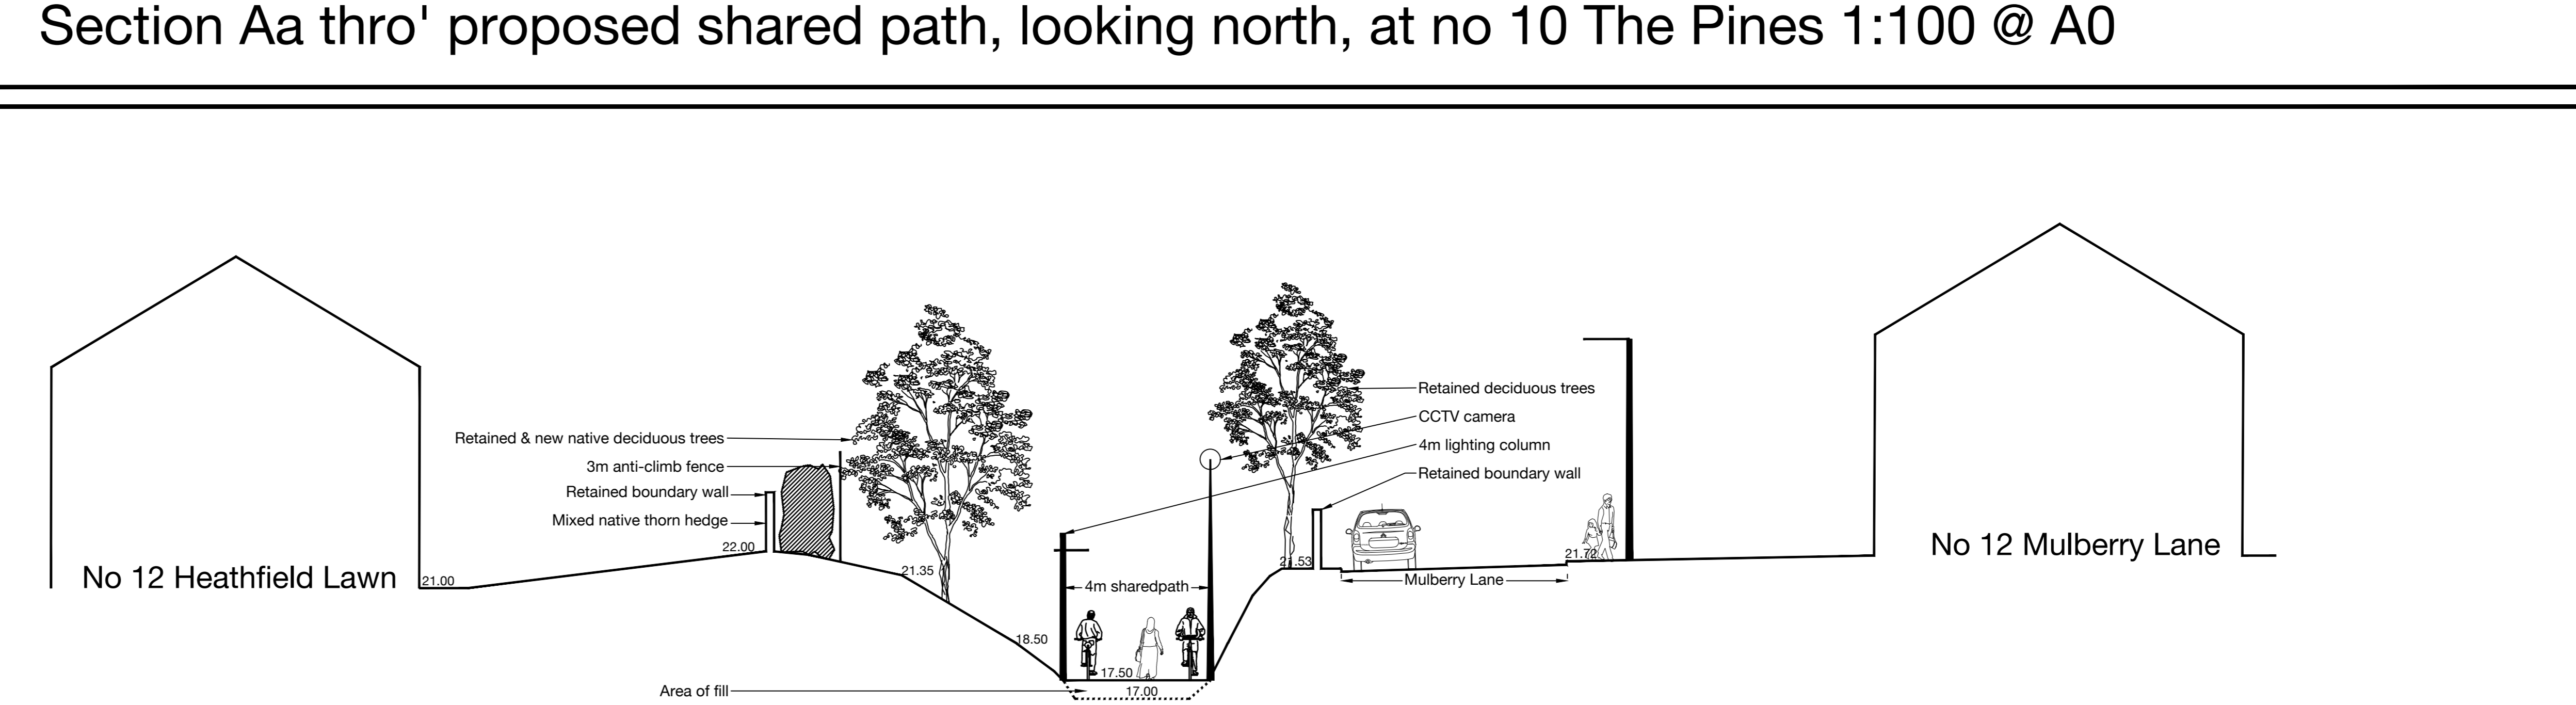 Section Aa thro' proposed shared path, looking north, at no 10 The Pines 1:100 @ A0
Retained deciduous trees
CCTV camera
Retained & new native deciduous trees
4m lighting column
3m anti-climb fence
Retained boundary wall
Retained boundary wall
Mixed native thorn hedge
22.00
No 12 Heathfield Lawn
21.00
21.35
21.53
21.72
No 12 Mulberry Lane
Mulberry Lane
4m sharedpath
18.50
17.50
Area of fill
17.00